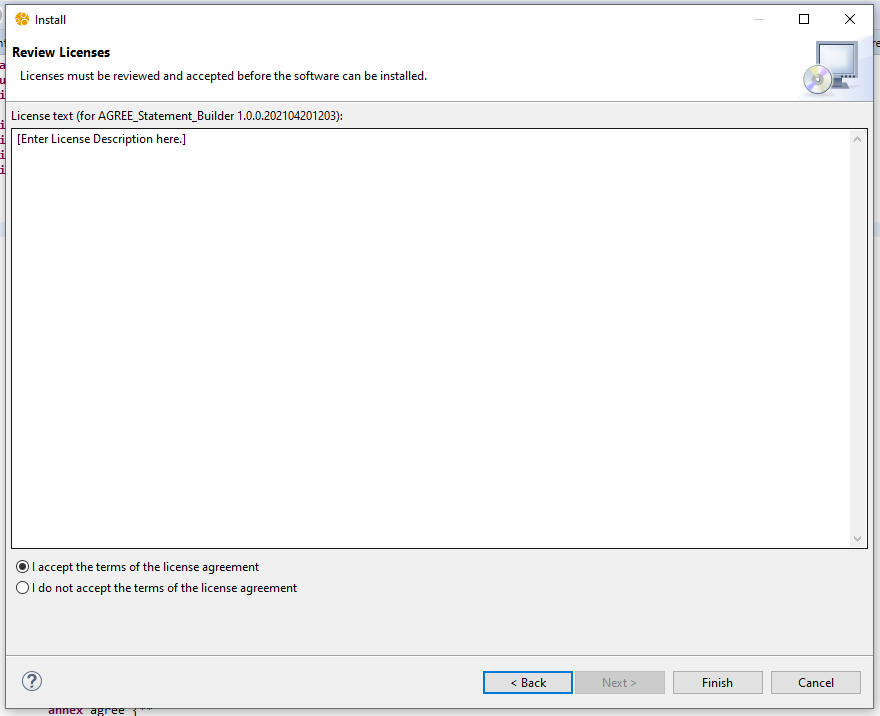 Install
Review Licenses
Licenses must be reviewed and accepted before the software can be installed.
License text (for AGREE_Statement_Builder 1.0.0.202104201203):
[Enter License Description here.]
I accept the terms of the license agreement
I do not accept the terms of the license agreement
?
< Back
Next >
Finish
Cancel
annex agree {**